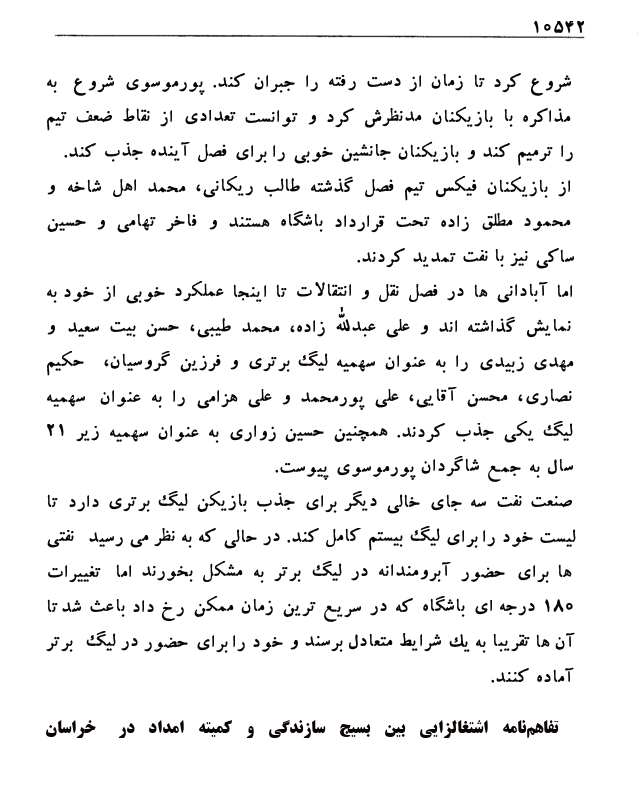 ۱۰۵۴۲
شروع کرد تا زمان از دست رفته را جبران کند. پورموسوی شروع به
مذاکره با بازیکنان مدنظرش کرد و توانست تعدادی از نقاط ضعف تیم
را ترمیم کند و بازیکنان جانشین خوبی را برای فصل آینده جذب کند.
از بازیکنان فیکس تیم فصل گذشته طالب ریکانی، محمد اهل شاخه و
محمود مطلق زاده تحت قرارداد باشگاه هستند و فاخر تهامی و حسین
ساکی نیز با نفت تمدید کردند.
اما آبادانی ها در فصل نقل و انتقالات تا اینجا عملکرد خوبی از خود به
نمایش گذاشته اند و علی عبدالله زاده، محمد طیبی، حسن بیت سعید و
مهدی زبیدی را به عنوان سهمیه لیگ برتری و فرزین گروسیان، حکیم
نصاری، محسن آقایی، علی پورمحمد و علی هزامی را به عنوان سهمیه
لیگ یکی جذب کردند. همچنین حسین زواری به عنوان سهمیه زیر ۲۱
سال به جمع شاگردان پورموسوی پیوست.
صنعت نفت سه جای خالی دیگر برای جذب بازیکن لیگ برتری دارد تا
لیست خود را برای لیگ بیستم کامل کند. در حالی که به نظر می رسید نفتی
ها برای حضور آبرومندانه در لیگ برتر به مشکل بخورند اما تغییرات
۱۸۰ درجه ای باشگاه که در سریع ترین زمان ممکن رخ داد باعث شد تا
آن ها تقریبا به یك شرایط متعادل برسند و خود را برای حضور در لیگ برتر
آماده کنند.
تفاهم‌نامه اشتغالزایی بین بسیج سازندگی و کمیته امداد در خراسان